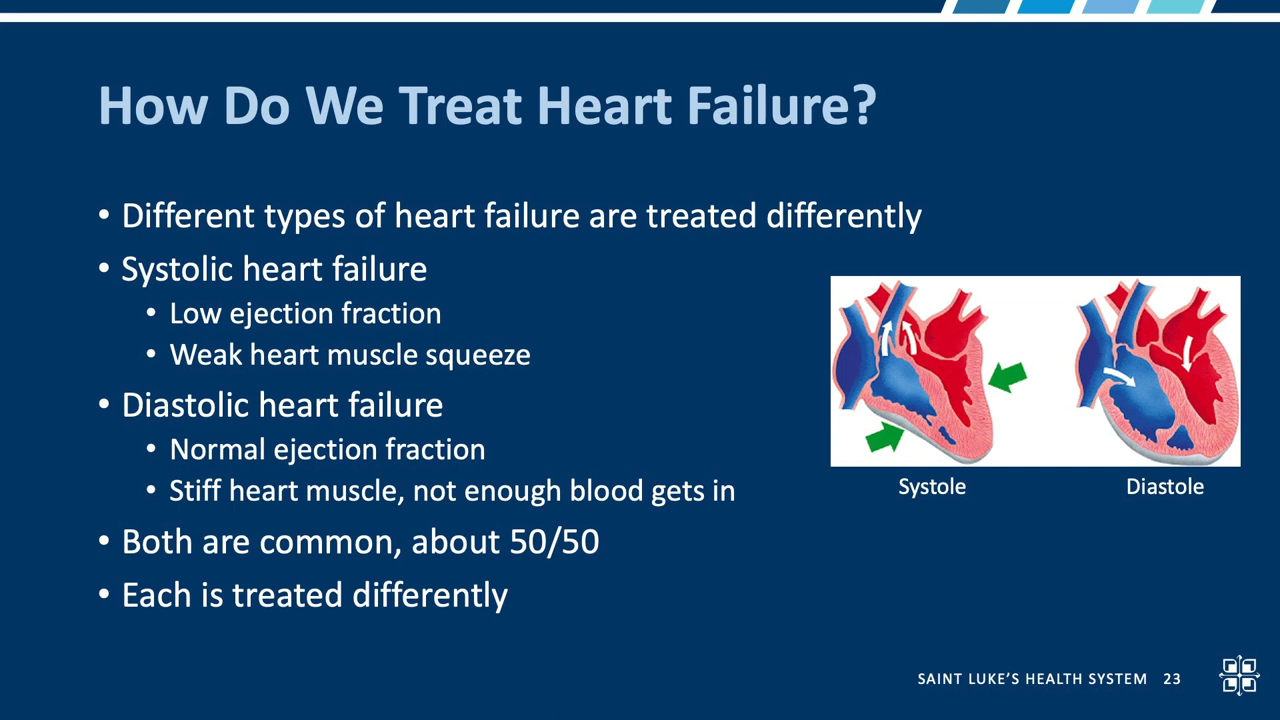 How Do We Treat Heart Failure?
• Different types of heart failure are treated differently
• Systolic heart failure
• Low ejection fraction
• Weak heart muscle squeeze
• Diastolic heart failure
• Normal ejection fraction
• Stiff heart muscle, not enough blood gets in
• Both are common, about 50/50
• Each is treated differently
Systole
Diastole
SAINT LUKE'S HEALTH SYSTEM 23